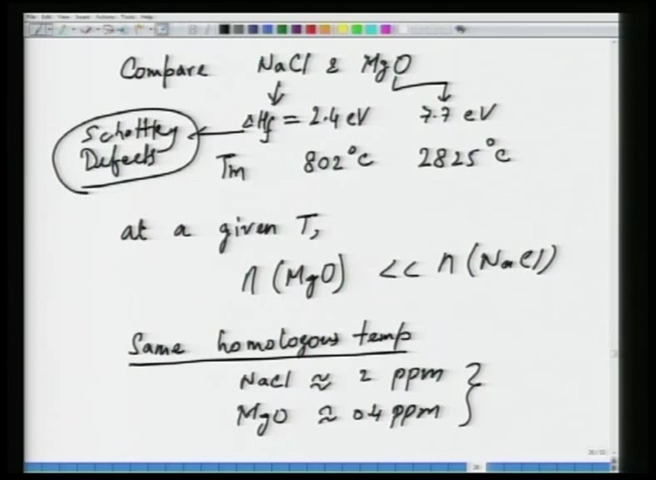 Compare NaCl & MgO
ΔHf = 2.4 eV 7.7 eV
Schottky Defects
Tm 802°C 2825°C
at a given T,
n (MgO) << n (NaCl)
Same homologous temp
NaCl ≈ 2 ppm
MgO ≈ 0.4 ppm